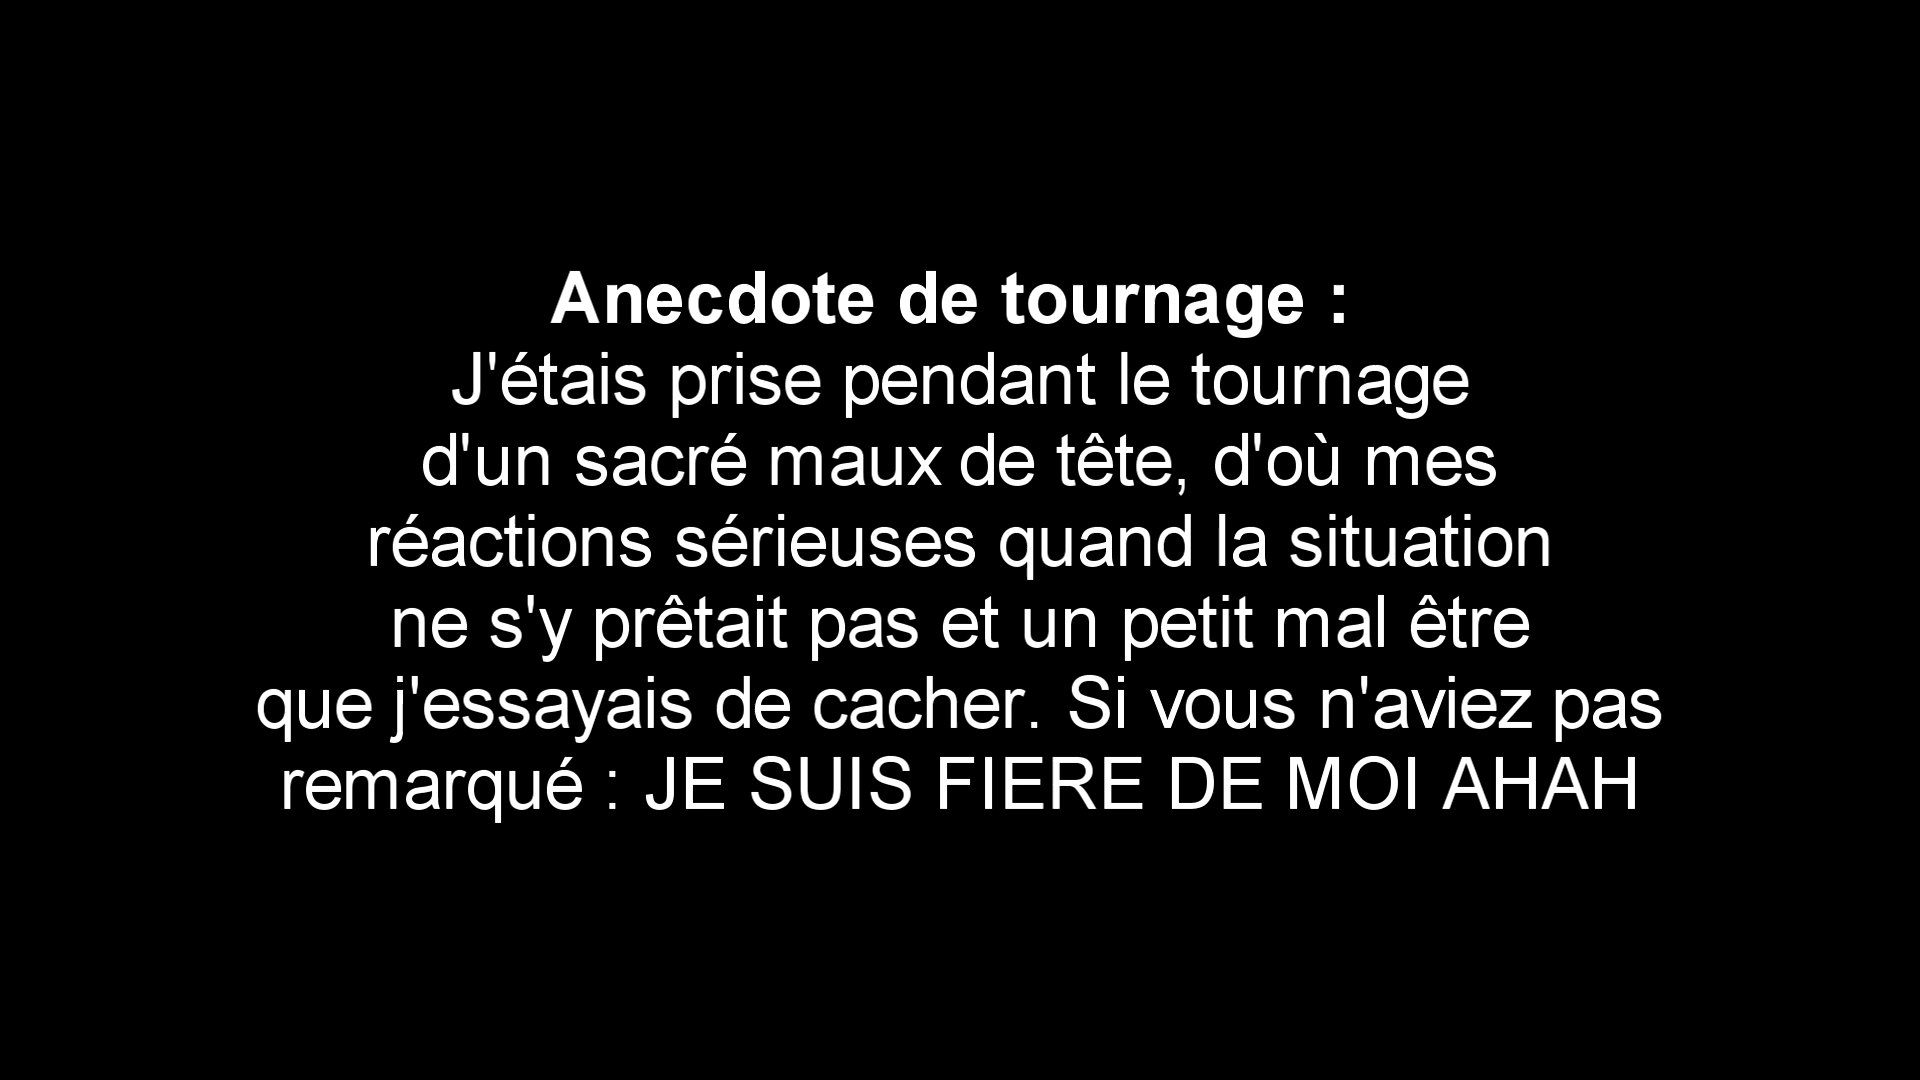 Anecdote de tournage :
J'étais prise pendant le tournage
d'un sacré maux de tête, d'où mes
réactions sérieuses quand la situation
ne s'y prêtait pas et un petit mal être
que j'essayais de cacher. Si vous n'aviez pas
remarqué : JE SUIS FIERE DE MOI AHAH